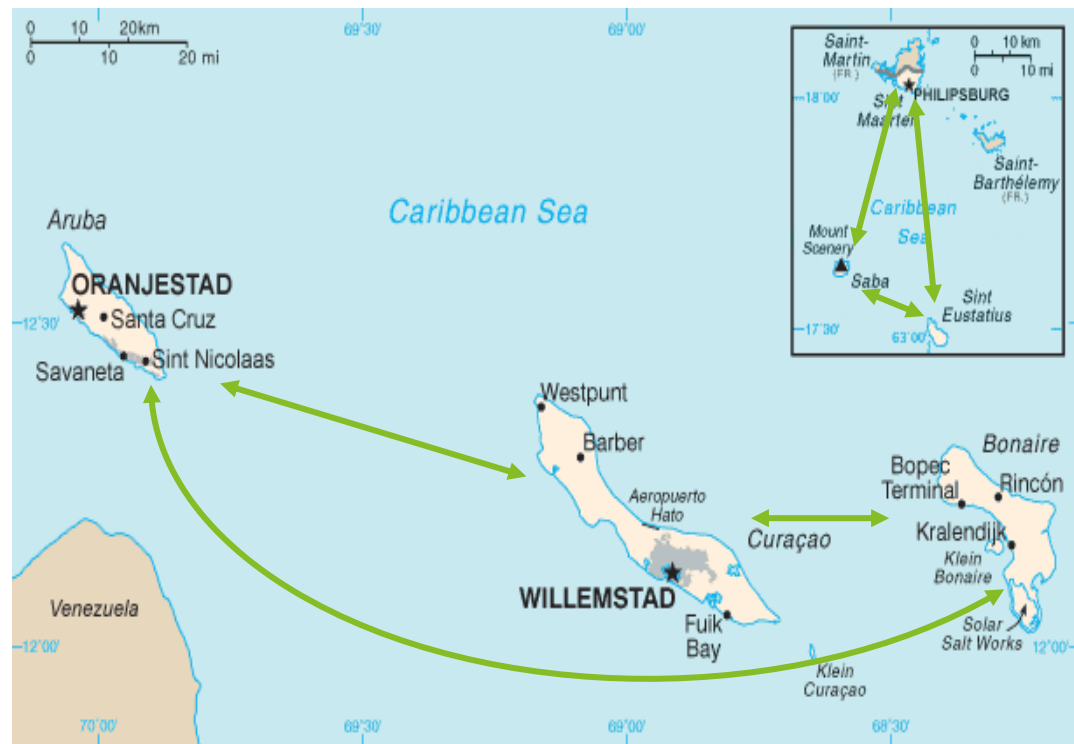 0 10 20km
0 10 20 mi
69°30'
69°00'
Saint-
Martin
(FR.)
0 10 km
0 10 mi
18°00'
PHILIPSBURG
Sint
Maarten
Saint-
Barthélemy
(FR.)
Caribbean
Sea
Mount
Scenery
Saba
Sint
Eustatius
17°30'
63°00'
Caribbean Sea
Aruba
ORANJESTAD
Santa Cruz
12°30'
Sint Nicolaas
Savaneta
Westpunt
Barber
Aeropuerto
Hato
Curaçao
WILLEMSTAD
Fuik
Bay
Klein
Curaçao
Bonaire
Bopec
Terminal
Rincón
Kralendijk
Klein
Bonaire
Solar
Salt Works
12°00'
Venezuela
12°00'
70°00'
69°30'
69°00'
68°30'